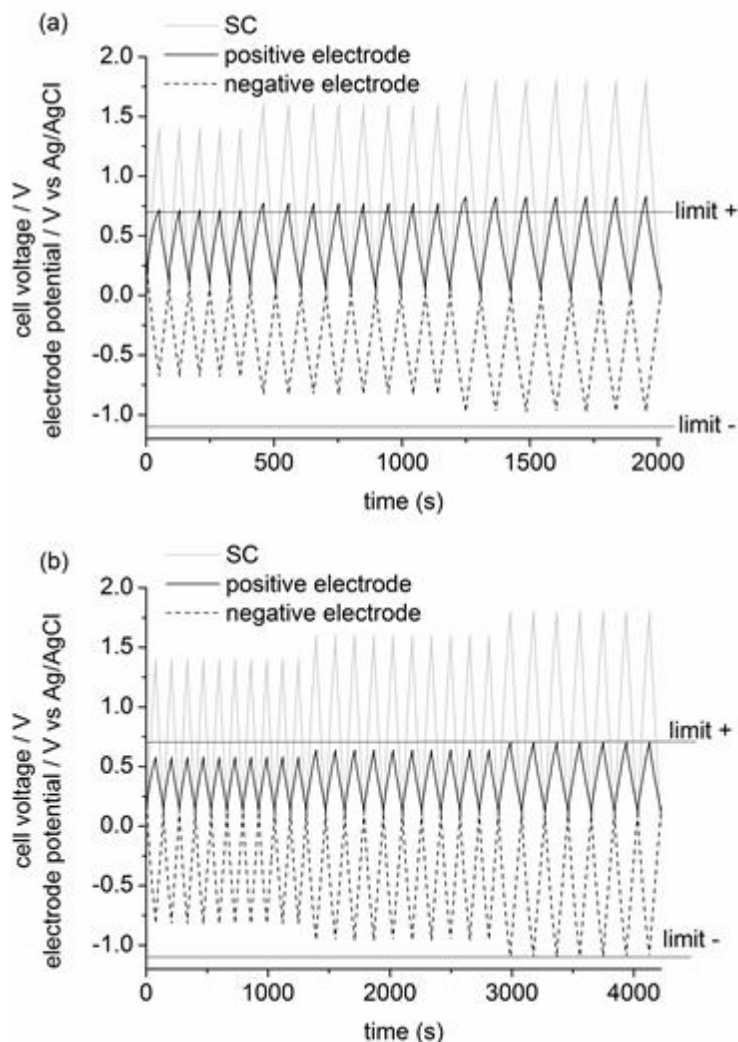 (a)
SC
positive electrode
negative electrode
cell voltage / V
electrode potential / V vs Ag/AgCl
2.0
1.5
1.0
0.5
0.0
-0.5
-1.0
limit +
limit -
0 500 1000 1500 2000
time (s)
(b)
SC
positive electrode
negative electrode
cell voltage / V
electrode potential / V vs Ag/AgCl
2.0
1.5
1.0
0.5
0.0
-0.5
-1.0
limit +
limit -
0 1000 2000 3000 4000
time (s)